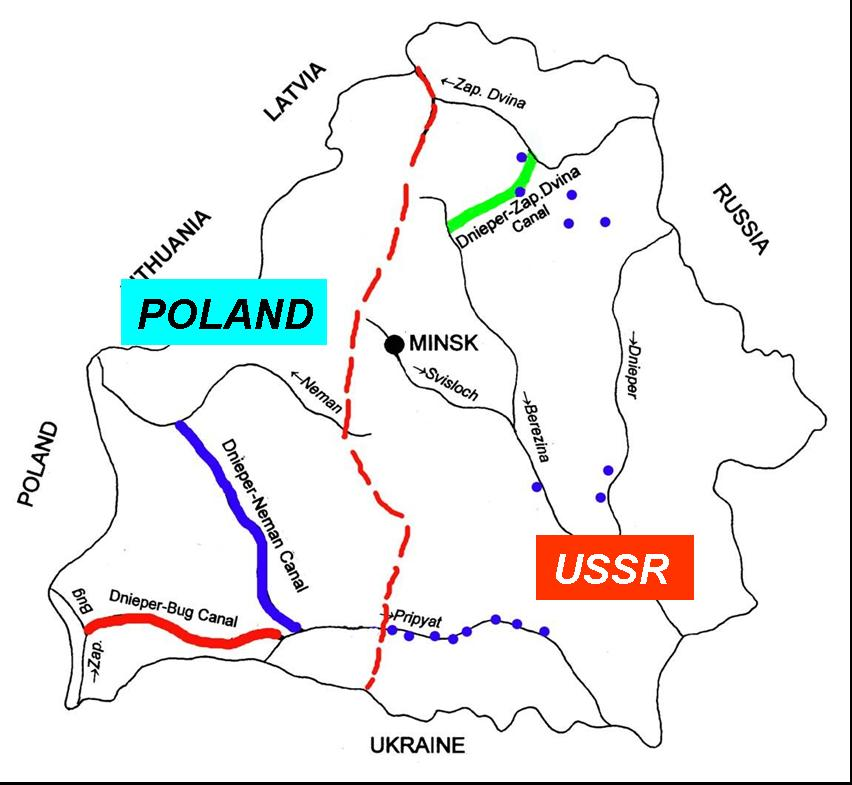 LATVIA
←Zap. Dvina
Dnieper-Zap.Dvina
Canal
RUSSIA
THUANIA
POLAND
MINSK
→Svisloch
←Neman
→Dnieper
→Berezina
POLAND
Dnieper-Neman Canal
USSR
Bug
Dnieper-Bug Canal
→Pripyat
→Zap.
UKRAINE